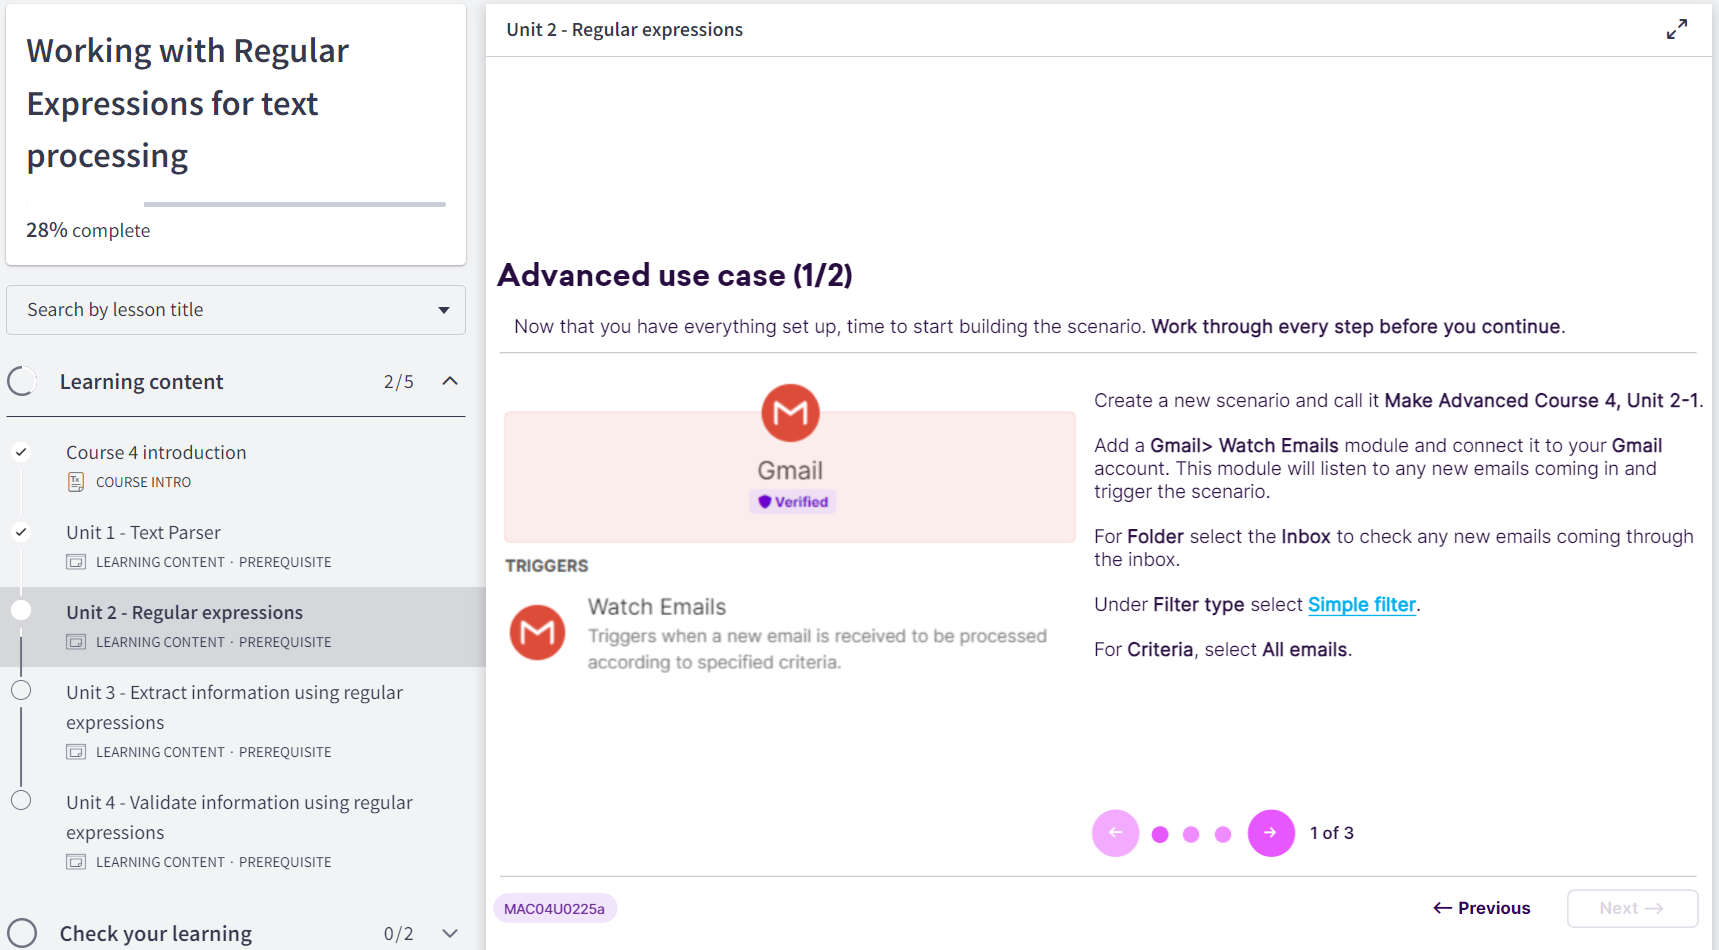 Working with Regular
Expressions for text
processing
28% complete
Search by lesson title
Learning content 2/5
Course 4 introduction
COURSE INTRO
Unit 1 - Text Parser
LEARNING CONTENT · PREREQUISITE
Unit 2 - Regular expressions
LEARNING CONTENT · PREREQUISITE
Unit 3 - Extract information using regular
expressions
LEARNING CONTENT · PREREQUISITE
Unit 4 - Validate information using regular
expressions
LEARNING CONTENT · PREREQUISITE
Check your learning 0/2
Unit 2 - Regular expressions
Advanced use case (1/2)
Now that you have everything set up, time to start building the scenario. Work through every step before you continue.
Gmail
Verified
TRIGGERS
Watch Emails
Triggers when a new email is received to be processed
according to specified criteria.
Create a new scenario and call it Make Advanced Course 4, Unit 2-1.
Add a Gmail> Watch Emails module and connect it to your Gmail
account. This module will listen to any new emails coming in and
trigger the scenario.
For Folder select the Inbox to check any new emails coming through
the inbox.
Under Filter type select Simple filter.
For Criteria, select All emails.
1 of 3
MAC04U0225a
← Previous
Next →